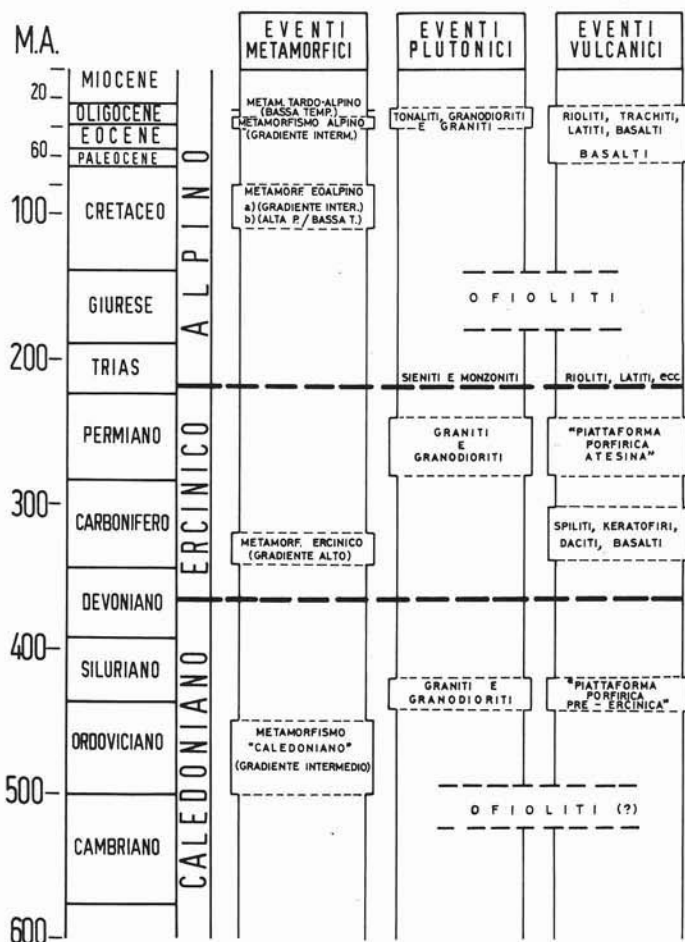 M.A.
EVENTI
METAMORFICI
EVENTI
PLUTONICI
EVENTI
VULCANICI
20
60
100
200
300
400
500
600
MIOCENE
OLIGOCENE
EOCENE
PALEOCENE
CRETACEO
GIURESE
TRIAS
PERMIANO
CARBONIFERO
DEVONIANO
SILURIANO
ORDOVICIANO
CAMBRIANO
ALPINO
ERCINICO
CALEDONIANO
METAM. TARDO-ALPINO
(BASSA TEMP.)
METAMORFISMO ALPINO
(GRADIENTE INTERM.)
METAMORF. EOALPINO
a)(GRADIENTE INTER.)
b)(ALTA P./BASSA T.)
METAMORF. ERCINICO
(GRADIENTE ALTO)
METAMORFISMO
"CALEDONIANO"
(GRADIENTE INTERMEDIO)
TONALITI, GRANODIORITI
E GRANITI
SIENITI E MONZONITI
GRANITI
E
GRANODIORITI
GRANITI E
GRANODIORITI
RIOLITI, TRACHITI,
LATITI, BASALTI
BASALTI
OFIOLITI
RIOLITI, LATITI, ecc
"PIATTAFORMA
PORFIRICA
ATESINA"
SPILITI, KERATOFIRI,
DACITI, BASALTI
"PIATTAFORMA
PORFIRICA
PRE-ERCINICA"
OFIOLITI (?)